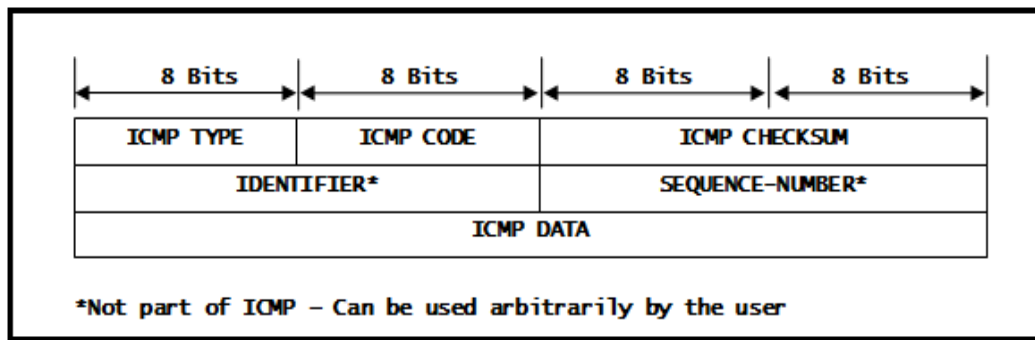 8 Bits 8 Bits 8 Bits 8 Bits
ICMP TYPE ICMP CODE ICMP CHECKSUM
IDENTIFIER* SEQUENCE-NUMBER*
ICMP DATA
*Not part of ICMP – Can be used arbitrarily by the user